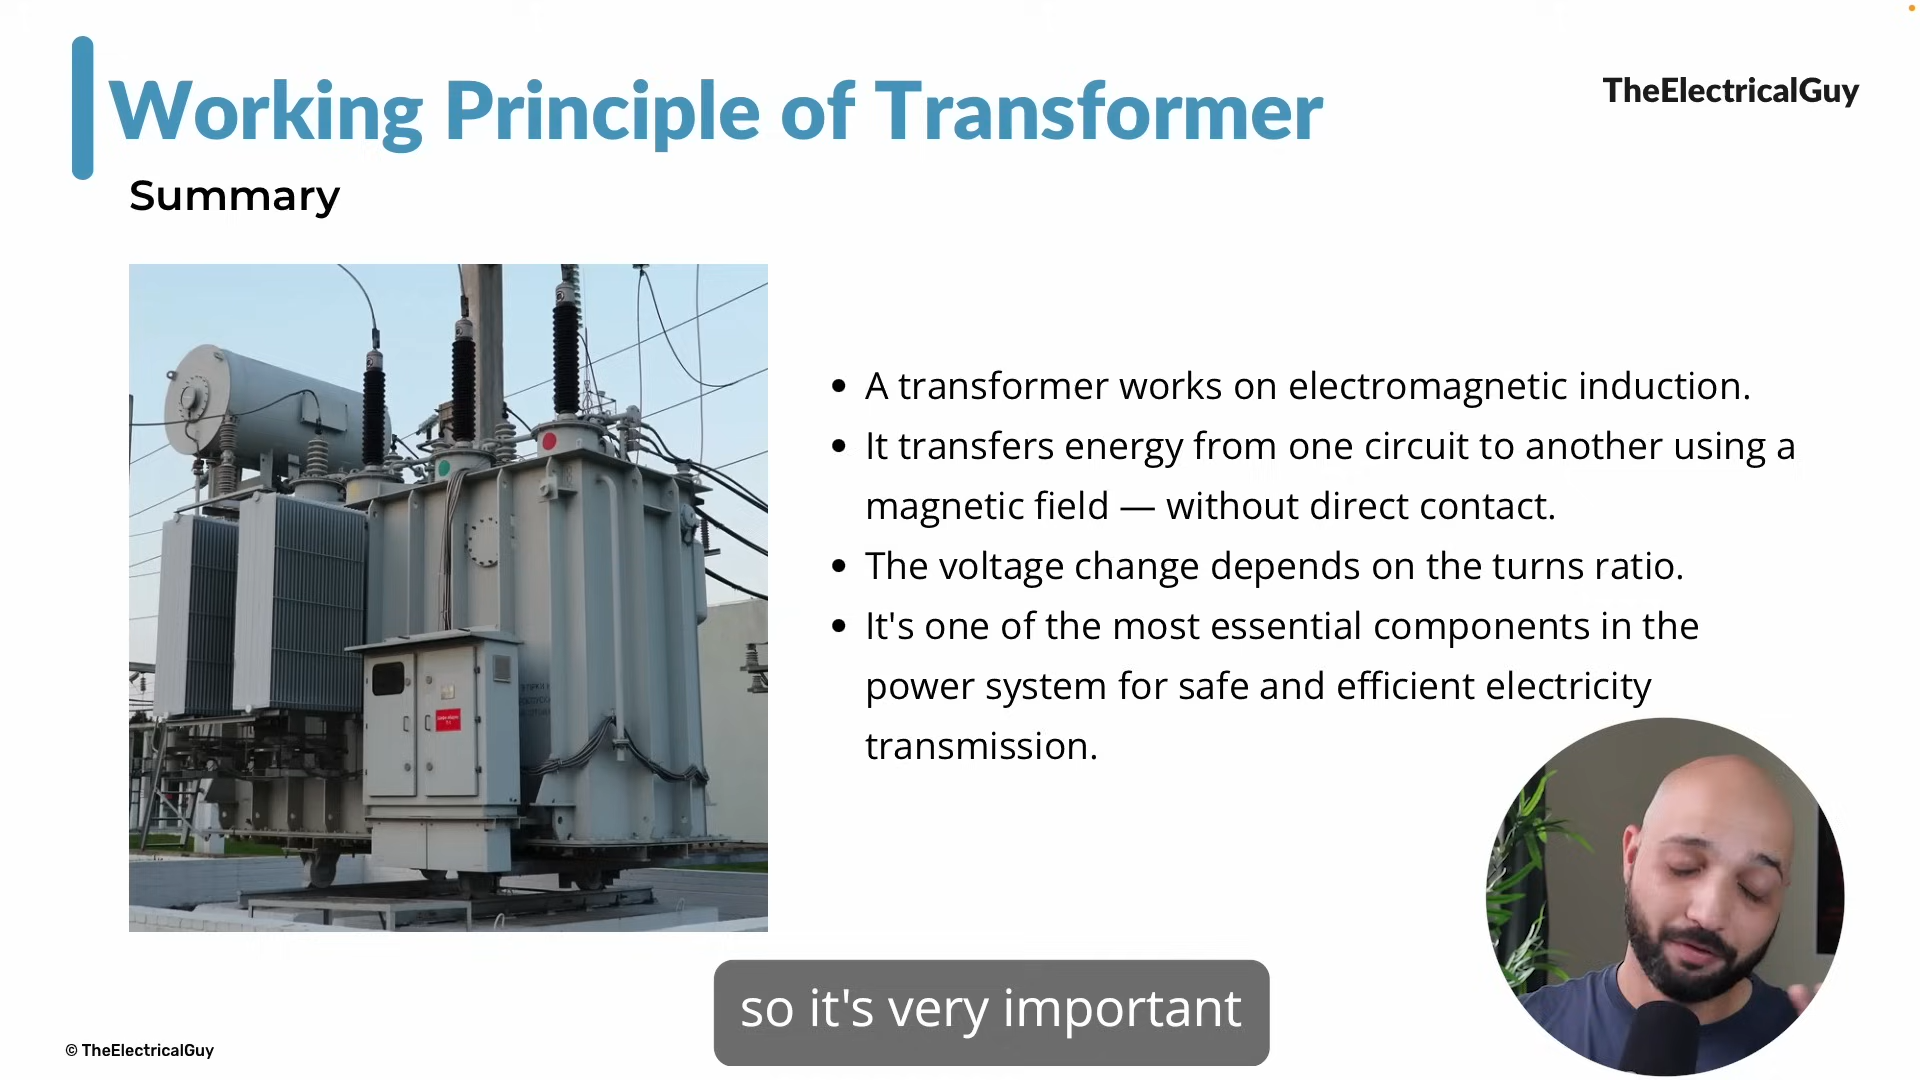 Working Principle of Transformer
TheElectricalGuy
Summary
• A transformer works on electromagnetic induction.
• It transfers energy from one circuit to another using a
magnetic field — without direct contact.
• The voltage change depends on the turns ratio.
• It's one of the most essential components in the
power system for safe and efficient electricity
transmission.
so it's very important
© TheElectricalGuy